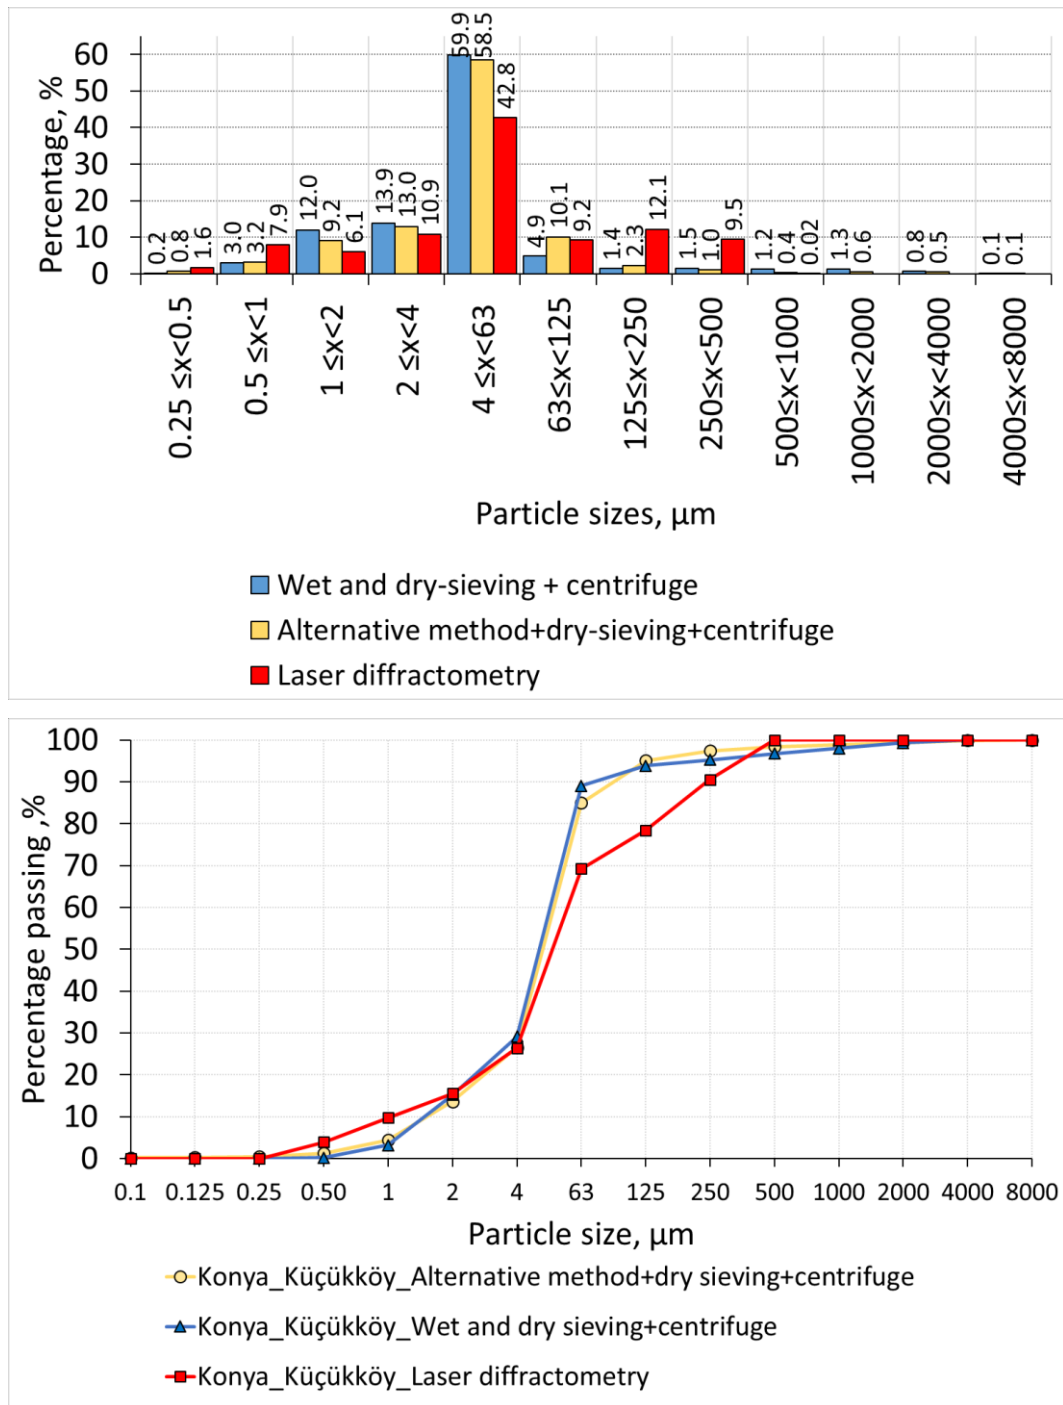 Percentage, %
60
50
40
30
20
10
0
0.2 0.8 1.6
3.0 3.2 7.9
12.0 9.2 6.1
13.9 13.0 10.9
59.9 58.5 42.8
4.9 10.1 9.2
1.4 2.3 12.1
1.5 1.0 9.5
1.2 0.4 0.02
1.3 0.6
0.8 0.5
0.1 0.1
0.25 ≤x<0.5
0.5 ≤x<1
1 ≤x<2
2 ≤x<4
4 ≤x<63
63≤x<125
125≤x<250
250≤x<500
500≤x<1000
1000≤x<2000
2000≤x<4000
4000≤x<8000
Particle sizes, µm
Wet and dry-sieving + centrifuge
Alternative method+dry-sieving+centrifuge
Laser diffractometry
Percentage passing ,%
100
90
80
70
60
50
40
30
20
10
0
0.1 0.125 0.25 0.50 1 2 4 63 125 250 500 1000 2000 4000 8000
Particle size, µm
Konya_Küçükköy_Alternative method+dry sieving+centrifuge
Konya_Küçükköy_Wet and dry sieving+centrifuge
Konya_Küçükköy_Laser diffractometry